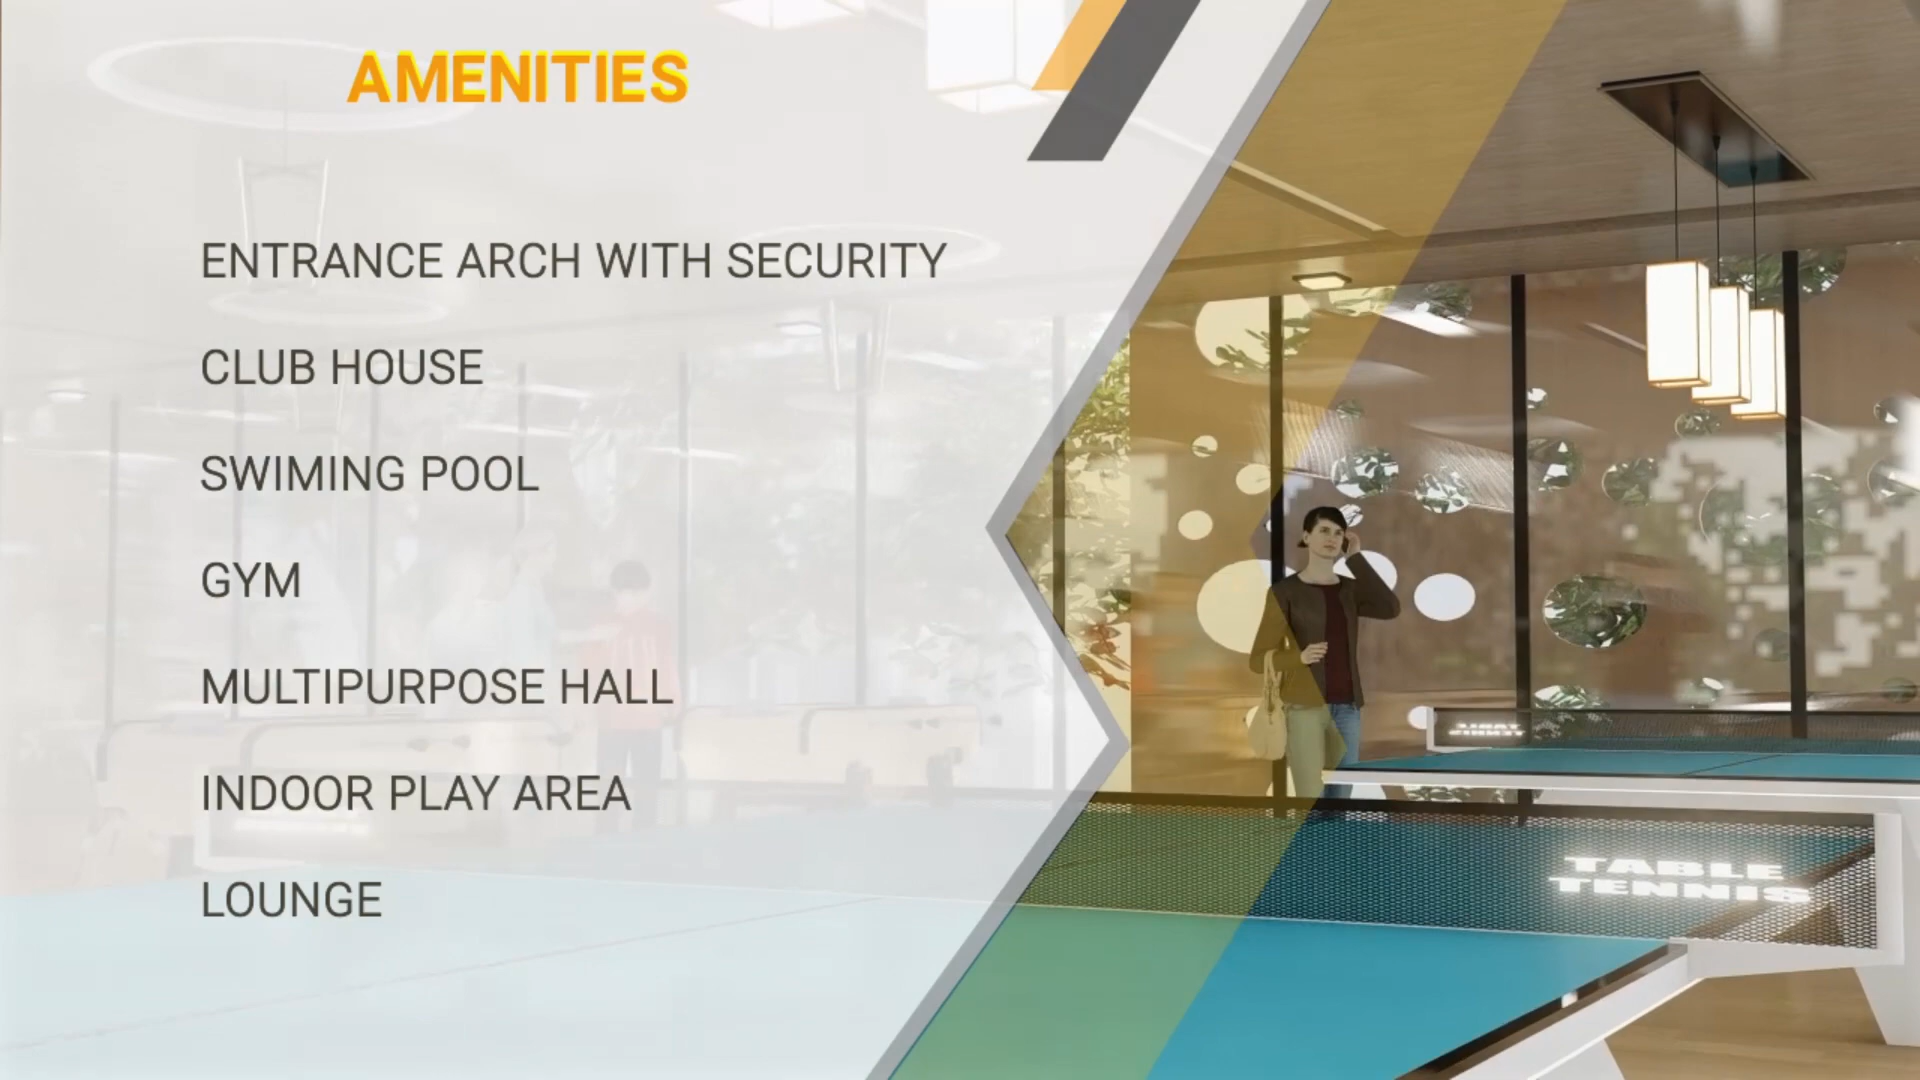 AMENITIES
ENTRANCE ARCH WITH SECURITY
CLUB HOUSE
SWIMING POOL
GYM
MULTIPURPOSE HALL
INDOOR PLAY AREA
LOUNGE
TABLE
TENNIS